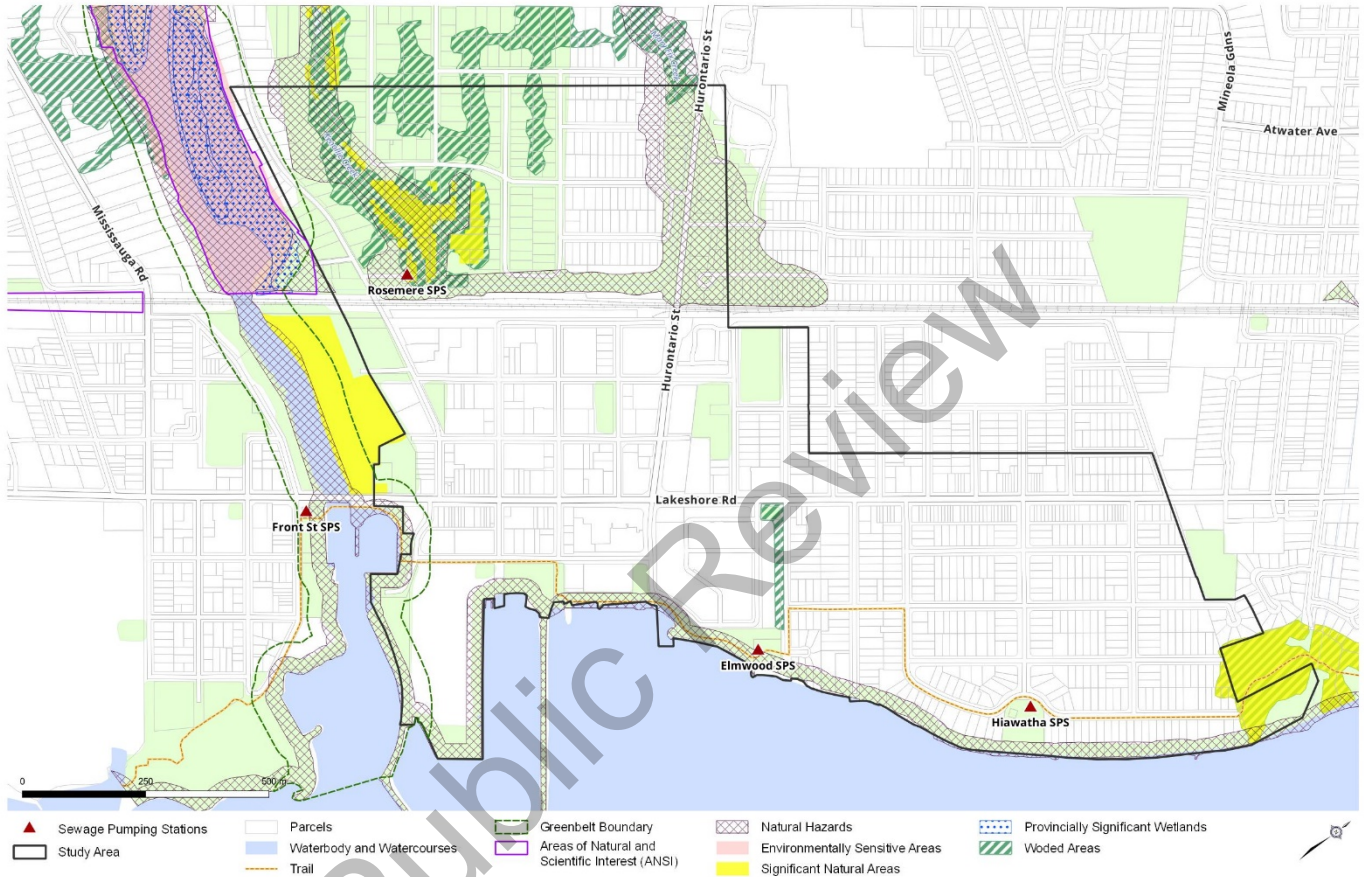 Hurontario St
Mineola Gdns
Atwater Ave
Mississauga Rd
Rosemere SPS
Hurontario St
Lakeshore Rd
Front St SPS
Elmwood SPS
Hiawatha SPS
Public Review
0 250 500 m
Sewage Pumping Stations
Study Area
Parcels
Waterbody and Watercourses
Trail
Greenbelt Boundary
Areas of Natural and
Scientific Interest (ANSI)
Natural Hazards
Environmentally Sensitive Areas
Significant Natural Areas
Provincially Significant Wetlands
Woded Areas